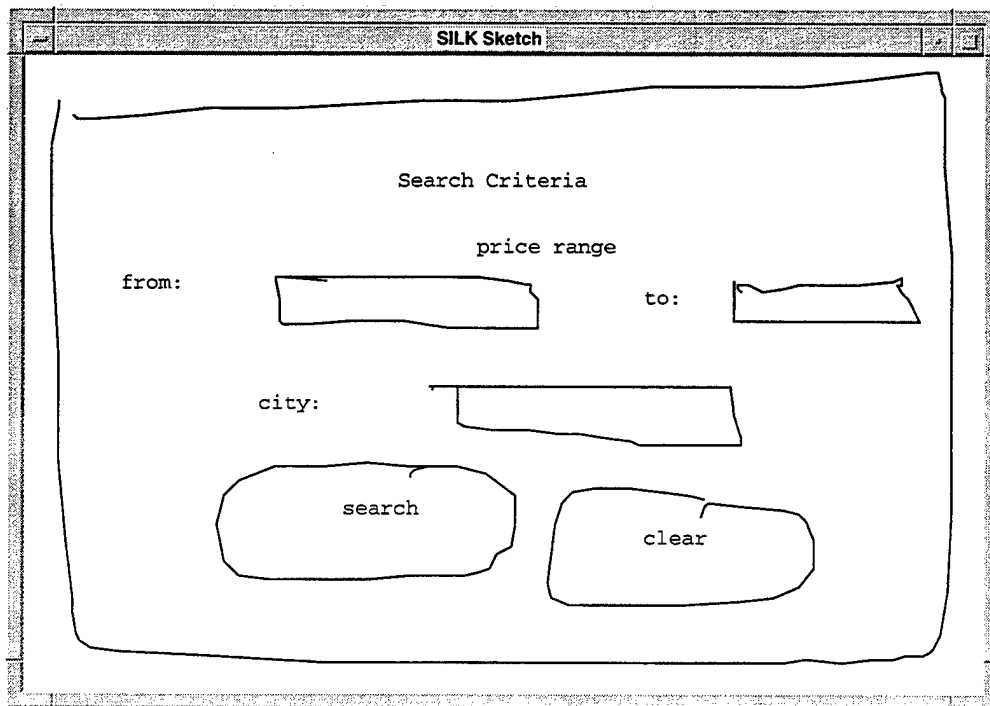 SILK Sketch
Search Criteria
price range
from:
to:
city:
search
clear